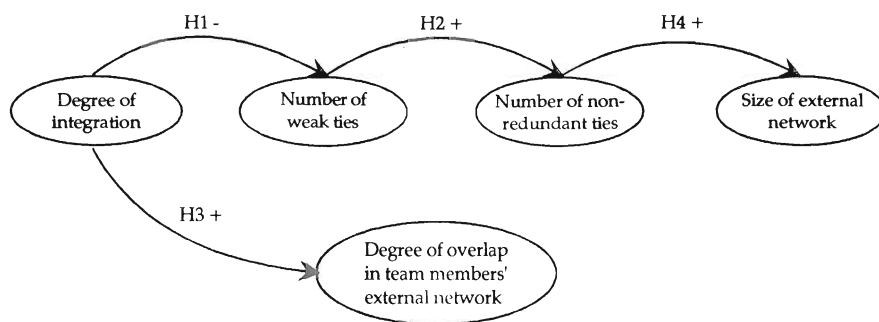 H1 -
H2 +
H4 +
Degree of
integration
Number of
weak ties
Number of non-
redundant ties
Size of external
network
H3 +
Degree of overlap
in team members'
external network